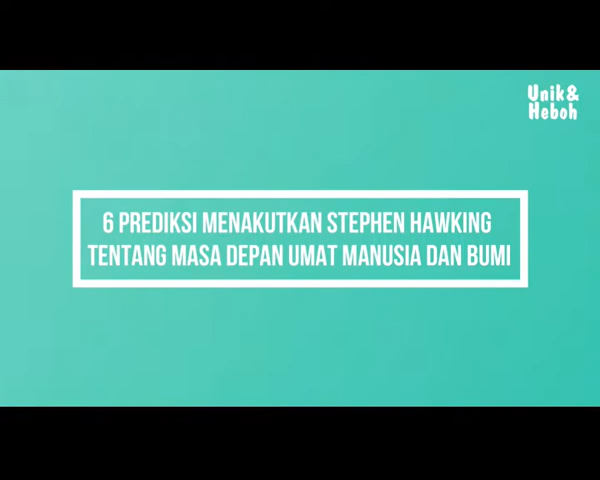 Unik&
Heboh
6 PREDIKSI MENAKUTKAN STEPHEN HAWKING
TENTANG MASA DEPAN UMAT MANUSIA DAN BUMI